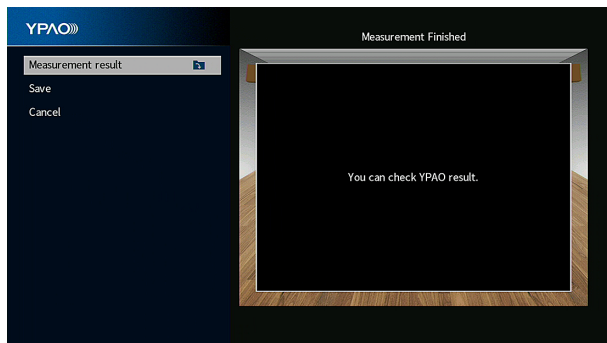 YPAO
Measurement Finished
Measurement result
Save
Cancel
You can check YPAO result.